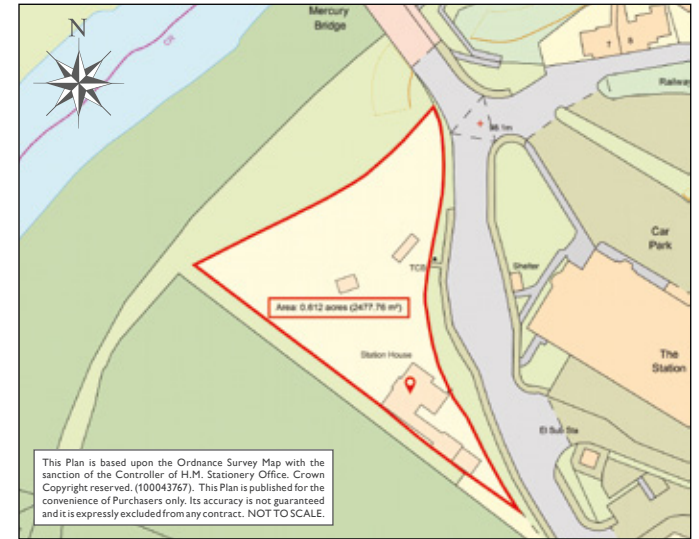 Mercury
Bridge
N
CR
7
8
Railway
98.1m
Car
Park
TCB
Shelter
Area: 0.612 acres (2477.76 m²)
Station House
The
Station
El Sub Sta
This Plan is based upon the Ordnance Survey Map with the
sanction of the Controller of H.M. Stationery Office. Crown
Copyright reserved. (100043767). This Plan is published for the
convenience of Purchasers only. Its accuracy is not guaranteed
and it is expressly excluded from any contract. NOT TO SCALE.